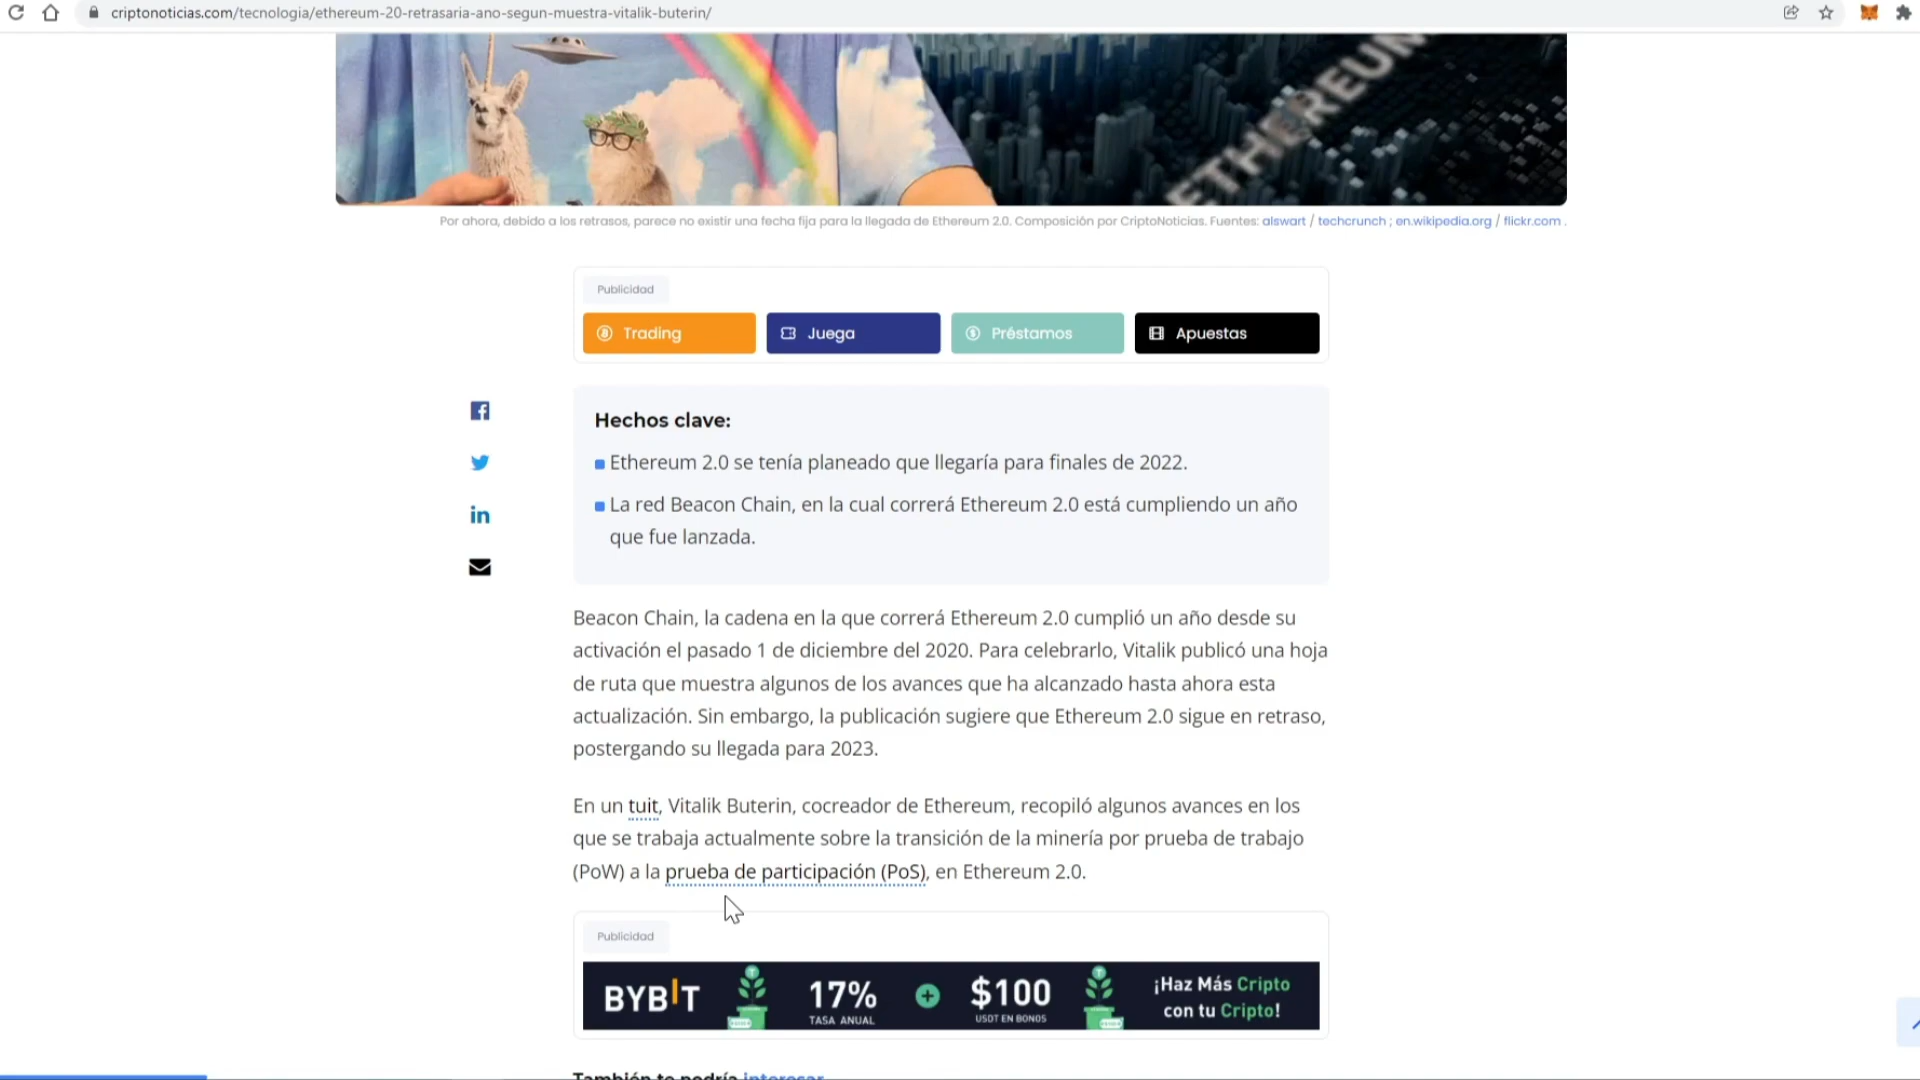 criptonoticias.com/tecnologia/ethereum-20-retrasaria-ano-segun-muestra-vitalik-buterin/
ETHEREUM
Por ahora, debido a los retrasos, parece no existir una fecha fija para la llegada de Ethereum 2.0. Composición por CriptoNoticias. Fuentes: alswart / techcrunch ; en.wikipedia.org / flickr.com .
Publicidad
Trading Juega Préstamos Apuestas
Hechos clave:
Ethereum 2.0 se tenía planeado que llegaría para finales de 2022.
La red Beacon Chain, en la cual correrá Ethereum 2.0 está cumpliendo un año
que fue lanzada.
Beacon Chain, la cadena en la que correrá Ethereum 2.0 cumplió un año desde su
activación el pasado 1 de diciembre del 2020. Para celebrarlo, Vitalik publicó una hoja
de ruta que muestra algunos de los avances que ha alcanzado hasta ahora esta
actualización. Sin embargo, la publicación sugiere que Ethereum 2.0 sigue en retraso,
postergando su llegada para 2023.
En un tuit, Vitalik Buterin, cocreador de Ethereum, recopiló algunos avances en los
que se trabaja actualmente sobre la transición de la minería por prueba de trabajo
(PoW) a la prueba de participación (PoS), en Ethereum 2.0.
Publicidad
BYBIT 17% $100 ¡Haz Más Cripto
TASA ANUAL USDT EN BONOS con tu Cripto!
También te podría interesar